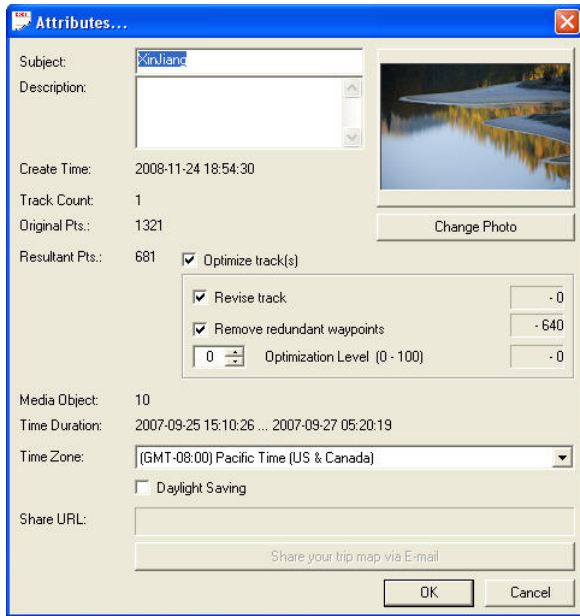 Attributes...
Subject: XinJiang
Description:
Create Time: 2008-11-24 18:54:30
Track Count: 1
Original Pts.: 1321
Change Photo
Resultant Pts.: 681 Optimize track(s)
Revise track - 0
Remove redundant waypoints - 640
0 Optimization Level (0 - 100) - 0
Media Object: 10
Time Duration: 2007-09-25 15:10:26 ... 2007-09-27 05:20:19
Time Zone: (GMT-08:00) Pacific Time (US & Canada)
Daylight Saving
Share URL:
Share your trip map via E-mail
OK Cancel